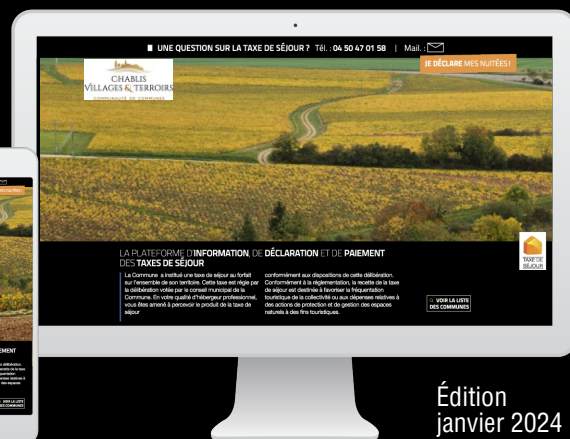 UNE QUESTION SUR LA TAXE DE SÉJOUR ? Tél. : 04 50 47 01 58 | Mail. :
JE DÉCLARE MES NUITÉES !
CHABLIS
VILLAGES & TERROIRS
COMMUNAUTÉ DE COMMUNES
TAXE DE
SÉJOUR
LA PLATEFORME D'INFORMATION, DE DÉCLARATION ET DE PAIEMENT
DES TAXES DE SÉJOUR
La Commune a institué une taxe de séjour au forfait
sur l'ensemble de son territoire. Cette taxe est régie par
la délibération votée par le conseil municipal de la
Commune. En votre qualité d'hébergeur professionnel,
vous êtes amené à percevoir le produit de la taxe de
séjour
conformément aux dispositions de cette délibération.
Conformément à la réglementation, la recette de la taxe
de séjour est destinée à favoriser la fréquentation
touristique de la collectivité ou aux dépenses relatives à
des actions de protection et de gestion des espaces
naturels à des fins touristiques.
VOIR LA LISTE
DES COMMUNES
Édition
janvier 2024